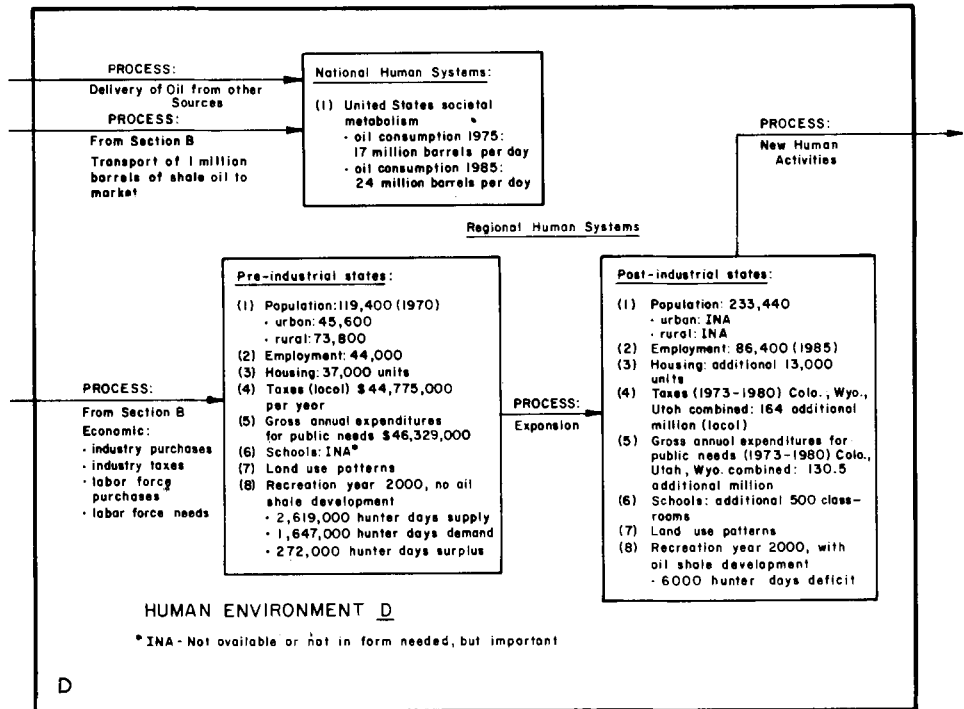 PROCESS:
Delivery of Oil from other
Sources
PROCESS:
From Section B
Transport of 1 million
barrels of shale oil to
market
National Human Systems:
(1) United States societal
metabolism
· oil consumption 1975:
17 million barrels per day
· oil consumption 1985:
24 million barrels per day
PROCESS:
New Human
Activities
Regional Human Systems
PROCESS:
From Section B
Economic:
· industry purchases
· industry taxes
· labor force
purchases
· labor force needs
Pre-industrial states:
(1) Population: 119,400 (1970)
· urban: 45,600
· rural: 73,800
(2) Employment: 44,000
(3) Housing: 37,000 units
(4) Taxes (local) $44,775,000
per year
(5) Gross annual expenditures
for public needs $46,329,000
(6) Schools: INA*
(7) Land use patterns
(8) Recreation year 2000, no oil
shale development
· 2,619,000 hunter days supply
· 1,647,000 hunter days demand
· 272,000 hunter days surplus
PROCESS:
Expansion
Post-industrial states:
(1) Population: 233,440
· urban: INA
· rural: INA
(2) Employment: 86,400 (1985)
(3) Housing: additional 13,000
units
(4) Taxes (1973-1980) Colo., Wyo.,
Utah combined: 164 additional
million (local)
(5) Gross annual expenditures for
public needs (1973-1980) Colo.,
Utah, Wyo. combined: 130.5
additional million
(6) Schools: additional 500 class-
rooms
(7) Land use patterns
(8) Recreation year 2000, with
oil shale development
· 6000 hunter days deficit
HUMAN ENVIRONMENT D
* INA - Not available or not in form needed, but important
D